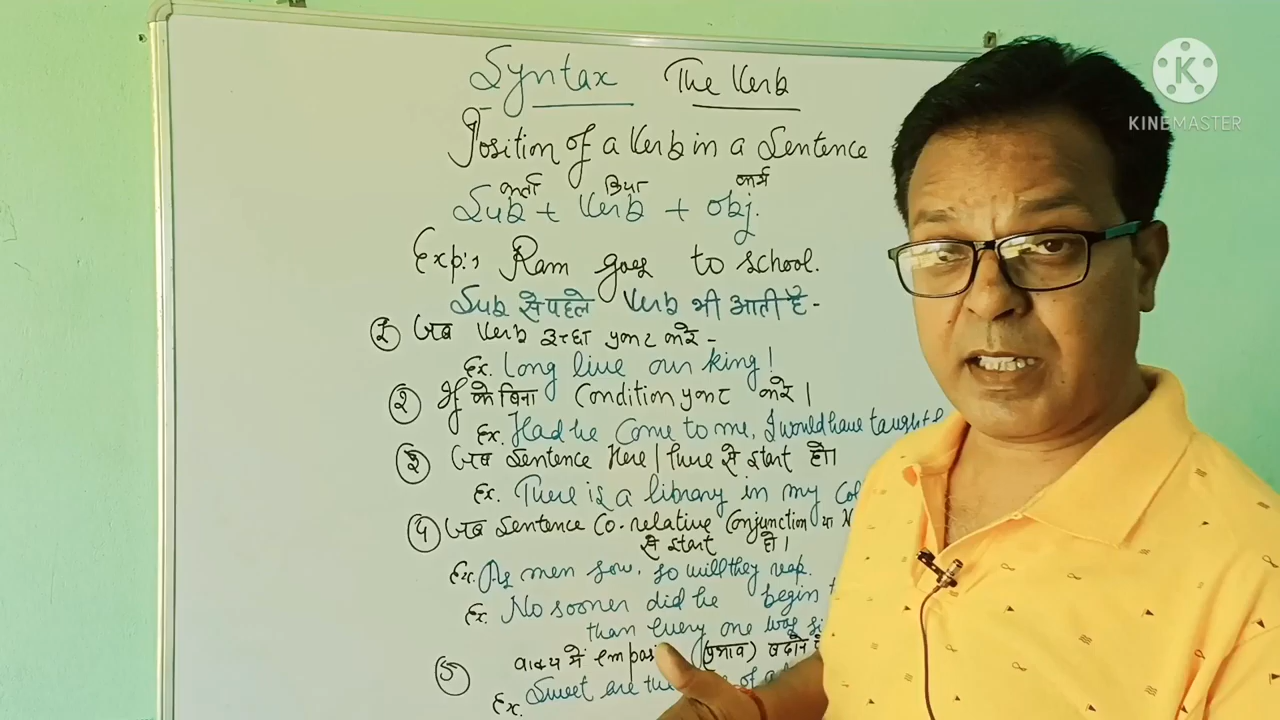 Syntax The Verb
Position of a Verb in a Sentence
कर्ता क्रिया कार्म
Sub + Verb + obj.
Exp:s Ram goes to school.
Sub से पहले Verb भी आती है -
① जब Verb इच्छा प्रकट करे -
Ex. Long live our king!
② If के बिना Condition प्रकट करे।
Ex. Had he Come to me, I would have taught
③ जब Sentence Here/There से start हो।
Ex. There is a library in my
④ जब Sentence Co-relative Conjunction या
से start हो।
Ex. As men sow, so will they reap.
Ex. No sooner did he begin
than every one was
⑤ वाक्य में (प्रभाव) बढ़ाने
Ex. Sweet are of
KINEMASTER